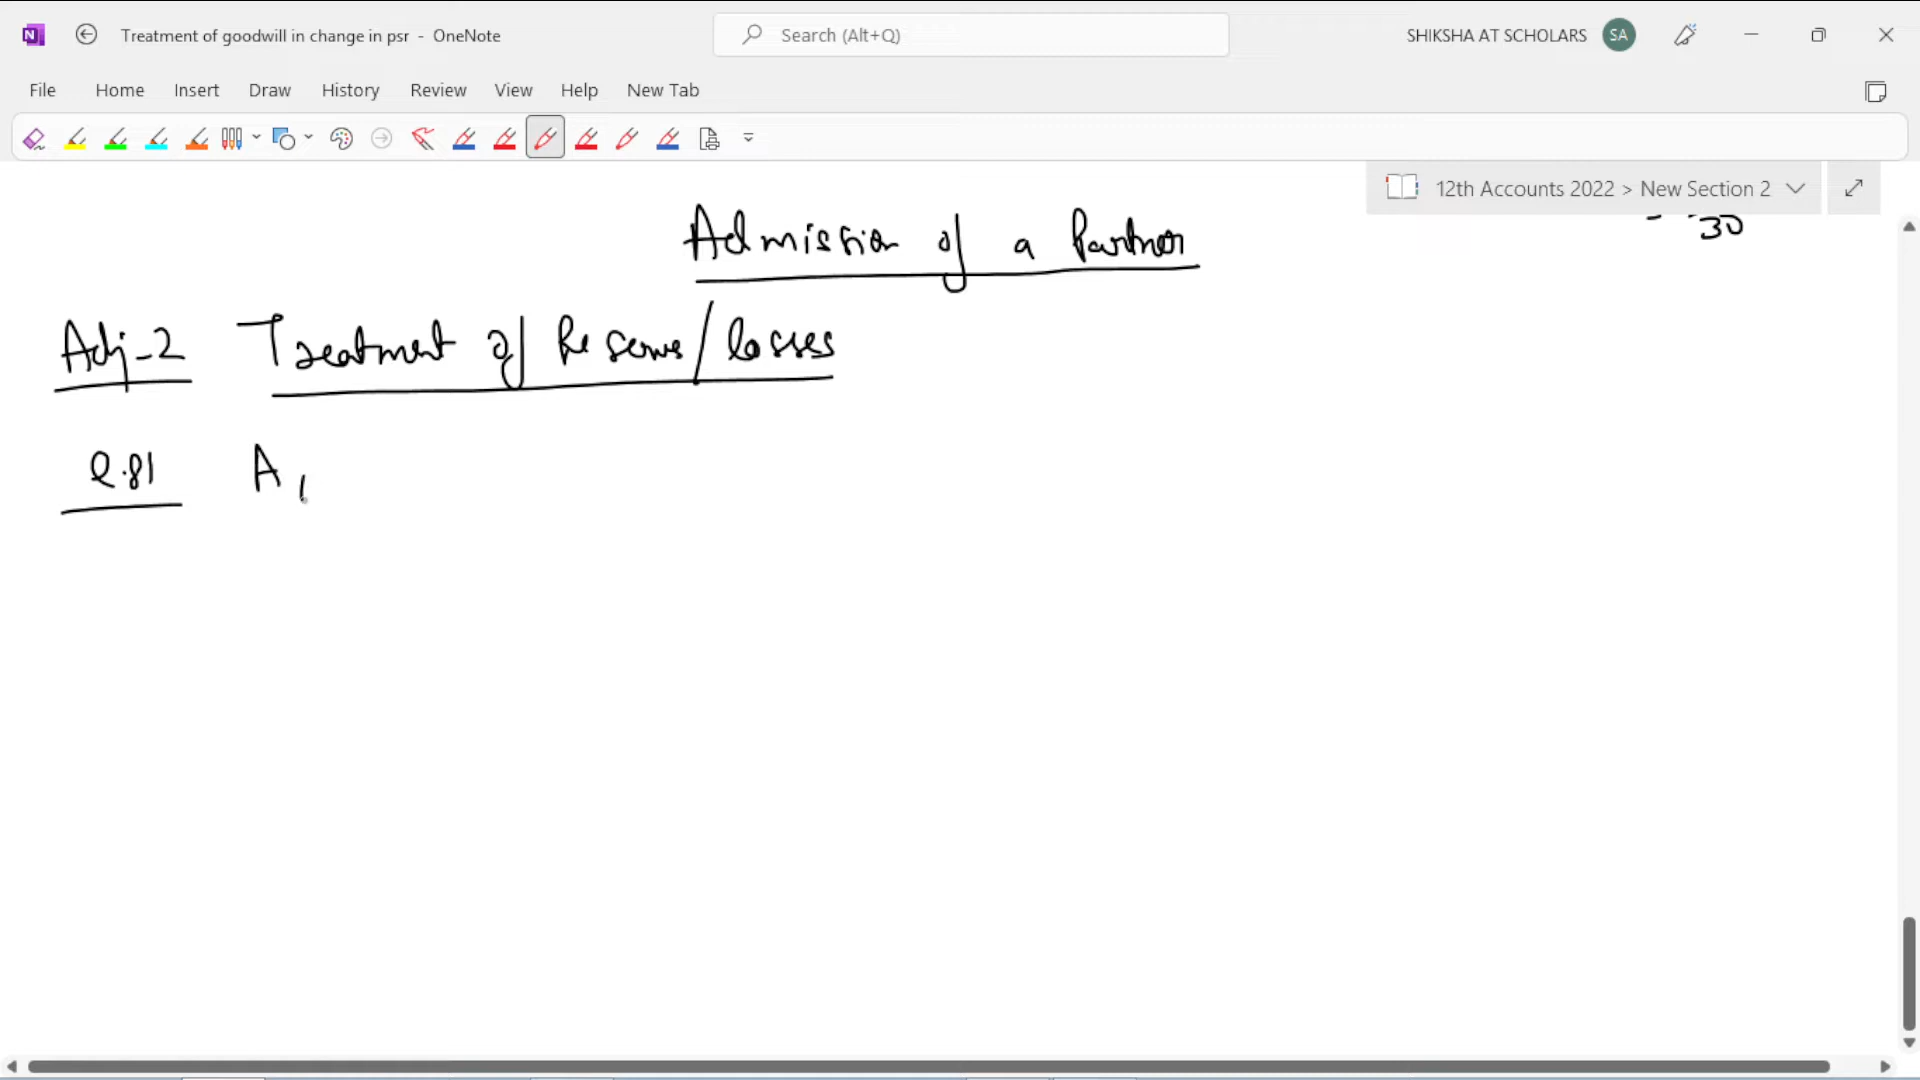 Treatment of goodwill in change in psr - OneNote
Search (Alt+Q)
SHIKSHA AT SCHOLARS SA
File Home Insert Draw History Review View Help New Tab
12th Accounts 2022 > New Section 2
30
Admission of a Partner
Adj-2 Treatment of Reserves/losses
Q.81 A,